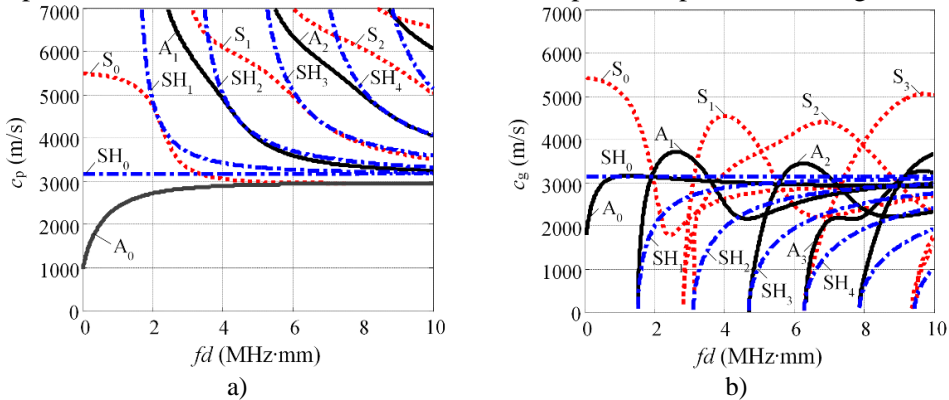 7000
6000
5000
4000
3000
2000
1000
0
c_p (m/s)
S_0
A_1
SH_1
S_1
SH_2
A_2
SH_3
S_2
SH_4
SH_0
A_0
0 2 4 6 8 10
fd (MHz·mm)
a)
7000
6000
5000
4000
3000
2000
1000
0
c_g (m/s)
S_0
S_1
S_2
S_3
A_1
A_2
SH_0
A_0
SH_1
SH_2
SH_3
A_3
SH_4
0 2 4 6 8 10
fd (MHz·mm)
b)